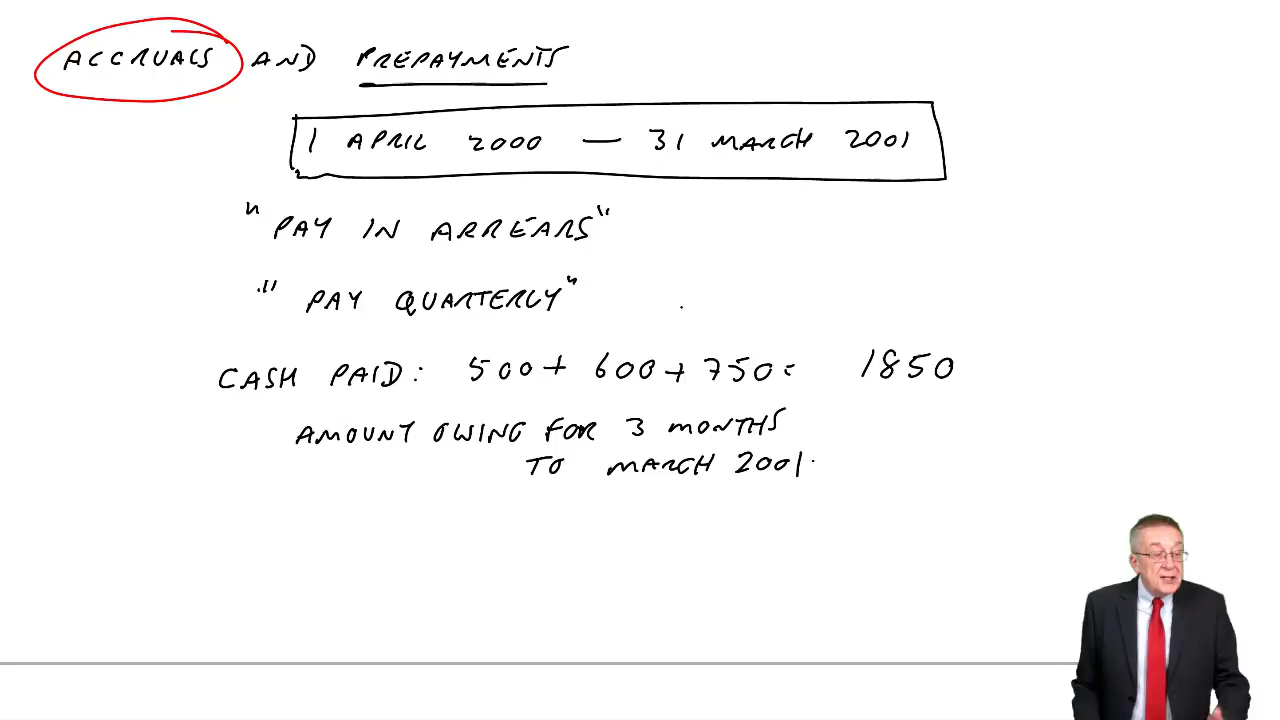 ACCRUALS AND PREPAYMENTS
1 APRIL 2000 — 31 MARCH 2001
"PAY IN ARREARS"
"PAY QUARTERLY"
CASH PAID: 500 + 600 + 750 = 1850
AMOUNT OWING FOR 3 MONTHS
TO MARCH 2001.